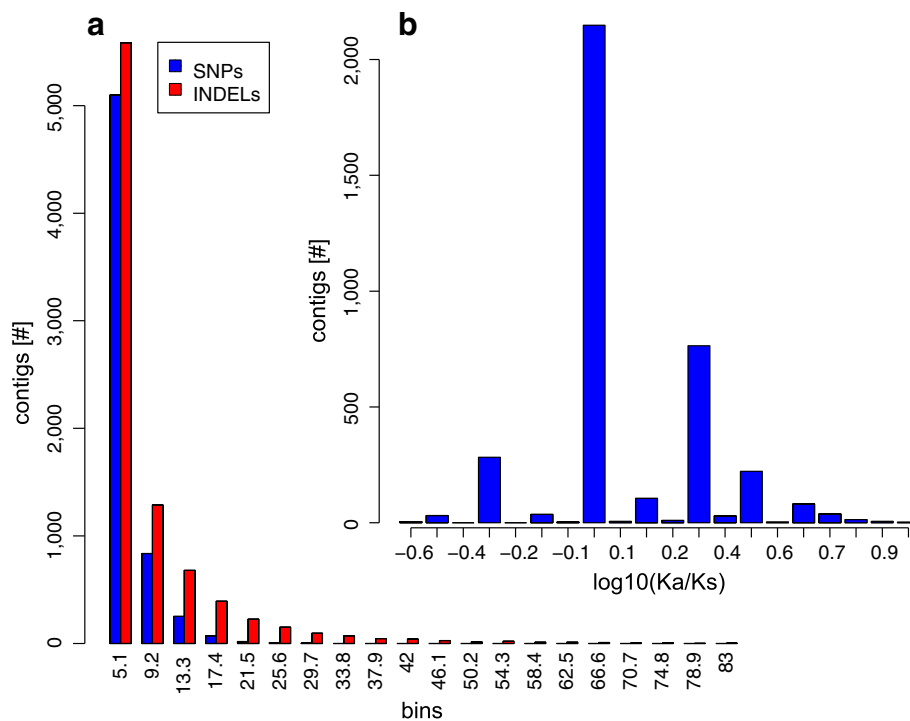 a
SNPs
INDELs
contigs [#]
5,000
4,000
3,000
2,000
1,000
0
5.1 9.2 13.3 17.4 21.5 25.6 29.7 33.8 37.9 42 46.1 50.2 54.3 58.4 62.5 66.6 70.7 74.8 78.9 83
bins
b
contigs [#]
2,000
1,500
1,000
500
0
−0.6 −0.4 −0.2 −0.1 0.1 0.2 0.4 0.6 0.7 0.9
log10(Ka/Ks)